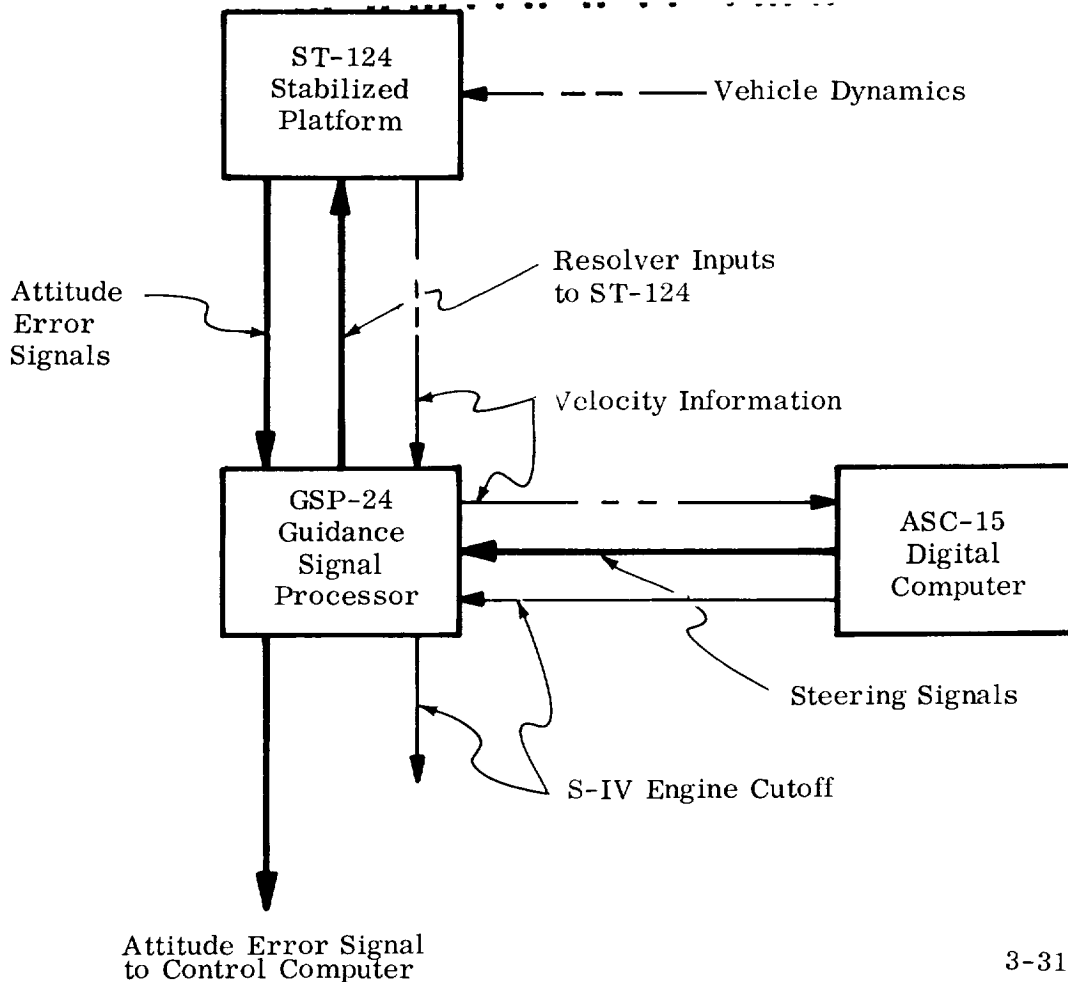 ST-124
Stabilized
Platform
Vehicle Dynamics
Resolver Inputs
to ST-124
Attitude
Error
Signals
Velocity Information
GSP-24
Guidance
Signal
Processor
ASC-15
Digital
Computer
Steering Signals
S-IV Engine Cutoff
Attitude Error Signal
to Control Computer
3-31